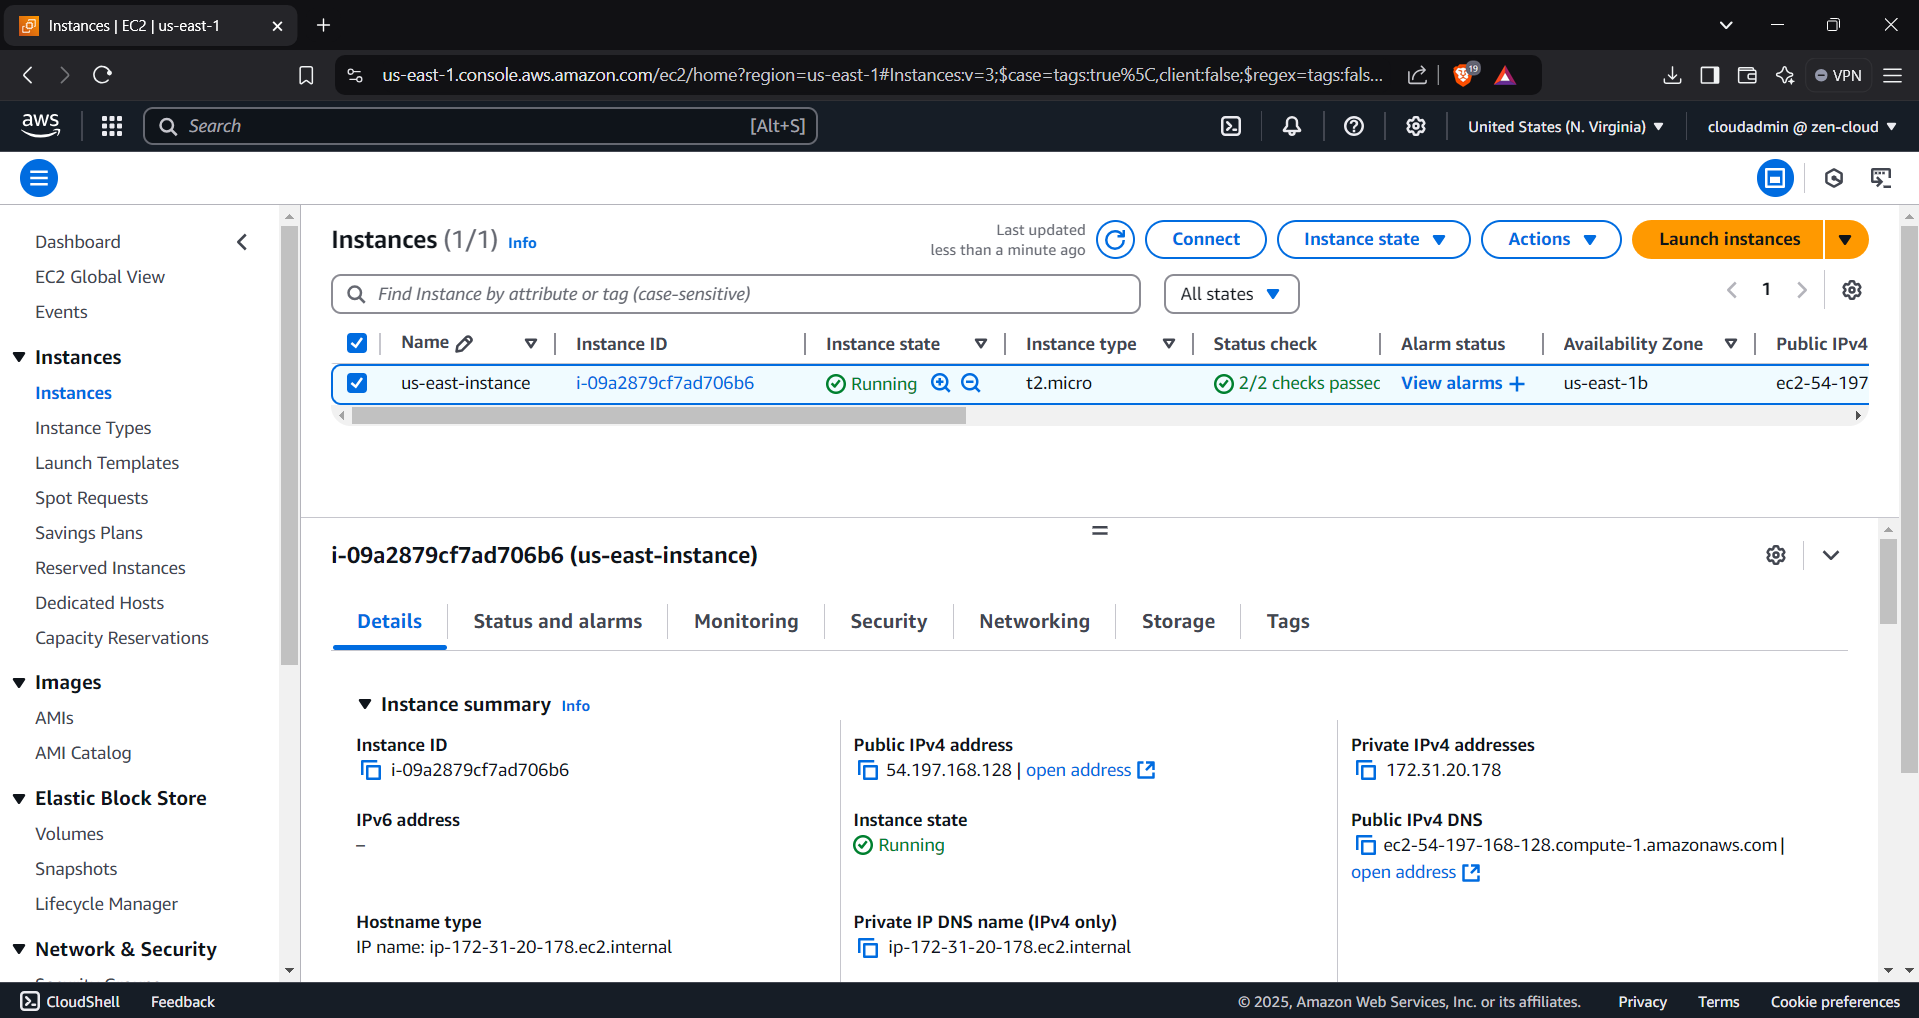 Instances | EC2 | us-east-1
us-east-1.console.aws.amazon.com/ec2/home?region=us-east-1#Instances:v=3;$case=tags:true%5C,client:false;$regex=tags:fals...
19
VPN
aws
Search
[Alt+S]
United States (N. Virginia)
cloudadmin @ zen-cloud
Dashboard
EC2 Global View
Events
Instances
Instances
Instance Types
Launch Templates
Spot Requests
Savings Plans
Reserved Instances
Dedicated Hosts
Capacity Reservations
Images
AMIs
AMI Catalog
Elastic Block Store
Volumes
Snapshots
Lifecycle Manager
Network & Security
Instances (1/1) Info
Last updated
less than a minute ago
Connect
Instance state
Actions
Launch instances
Find Instance by attribute or tag (case-sensitive)
All states
1
Name Instance ID Instance state Instance type Status check Alarm status Availability Zone Public IPv4
us-east-instance i-09a2879cf7ad706b6 Running t2.micro 2/2 checks passec View alarms + us-east-1b ec2-54-197
i-09a2879cf7ad706b6 (us-east-instance)
Details Status and alarms Monitoring Security Networking Storage Tags
Instance summary Info
Instance ID
i-09a2879cf7ad706b6
Public IPv4 address
54.197.168.128 | open address
Private IPv4 addresses
172.31.20.178
IPv6 address
–
Instance state
Running
Public IPv4 DNS
ec2-54-197-168-128.compute-1.amazonaws.com |
open address
Hostname type
IP name: ip-172-31-20-178.ec2.internal
Private IP DNS name (IPv4 only)
ip-172-31-20-178.ec2.internal
CloudShell
Feedback
© 2025, Amazon Web Services, Inc. or its affiliates.
Privacy
Terms
Cookie preferences